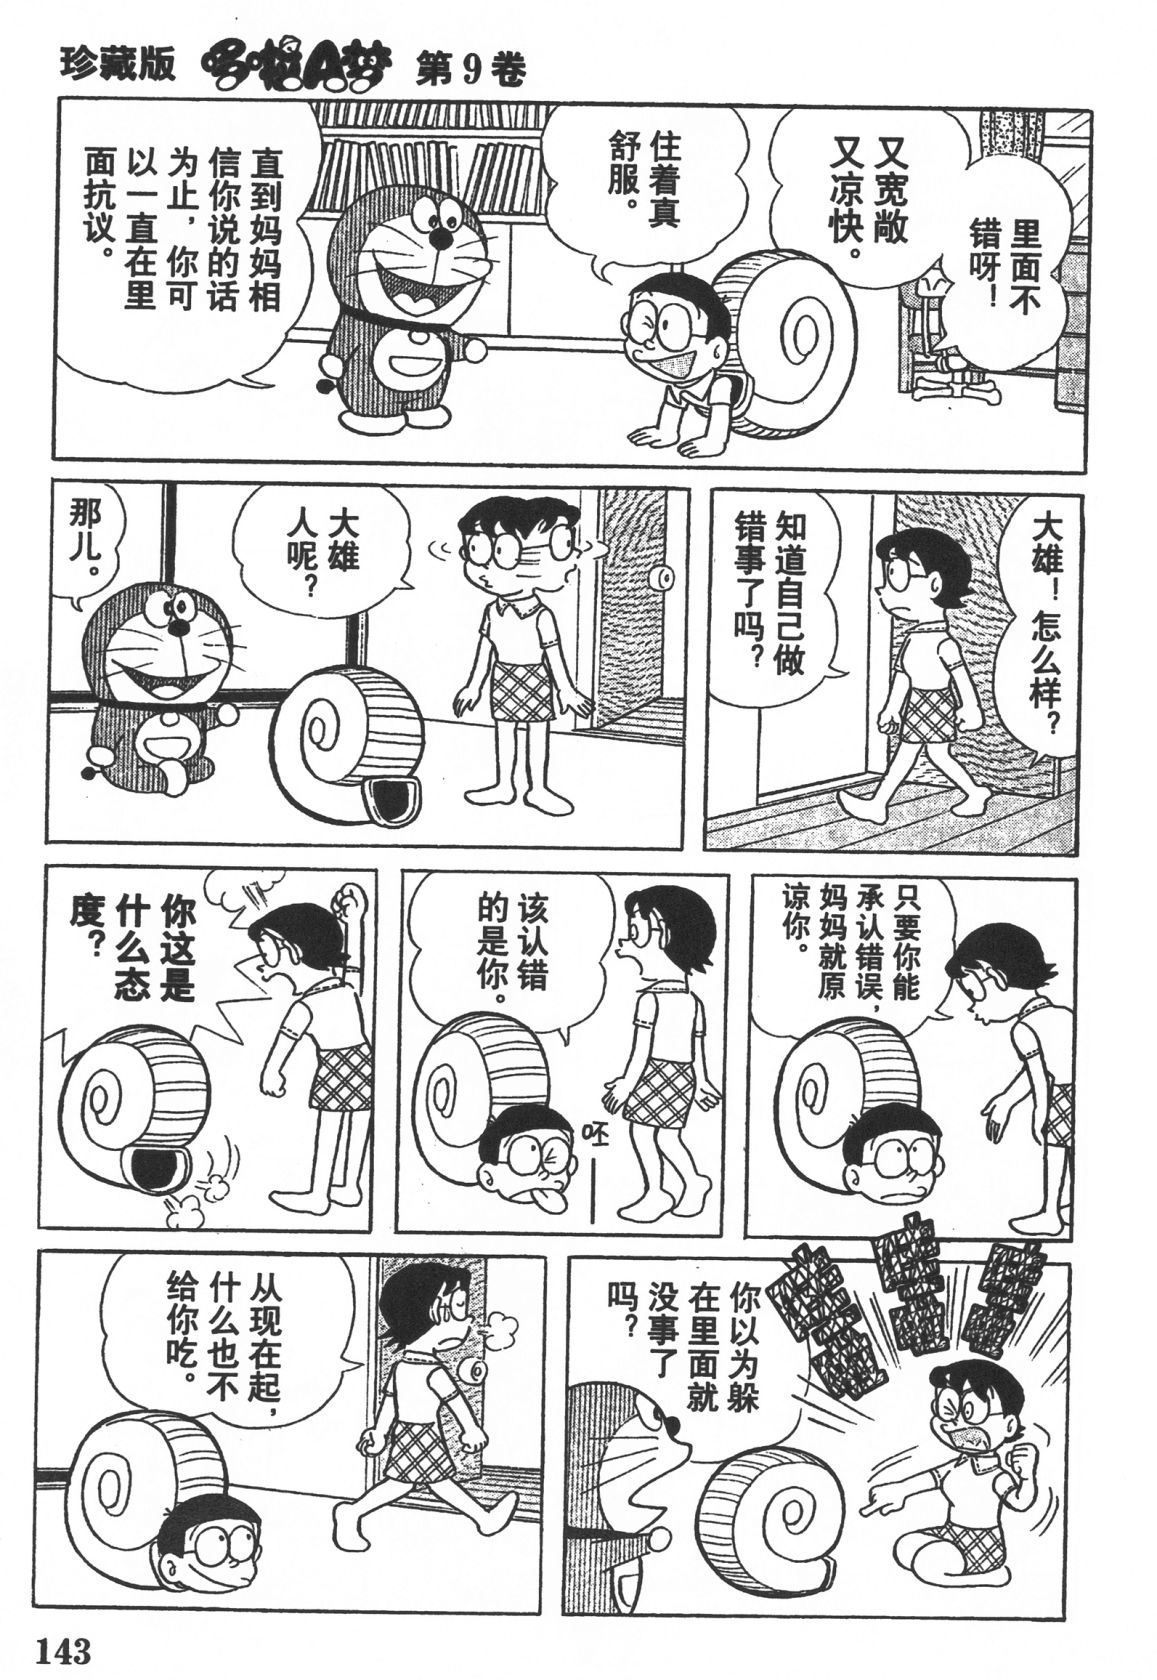 珍藏版 哆啦A梦 第9卷
里面不
错呀！
又宽敞
又凉快。
住着真
舒服。
直到妈妈相
信你说的话
为止，你可
以一直在里
面抗议。
大雄！怎么样？
知道自己做
错事了吗？
大雄
人呢？
那儿。
只要你能
承认错误，
妈妈就原
谅你。
该认错
的是你。
呸
你这是
什么态
度？
你以为躲
在里面就
没事了
吗？
从现在起，
什么也不
给你吃。
143